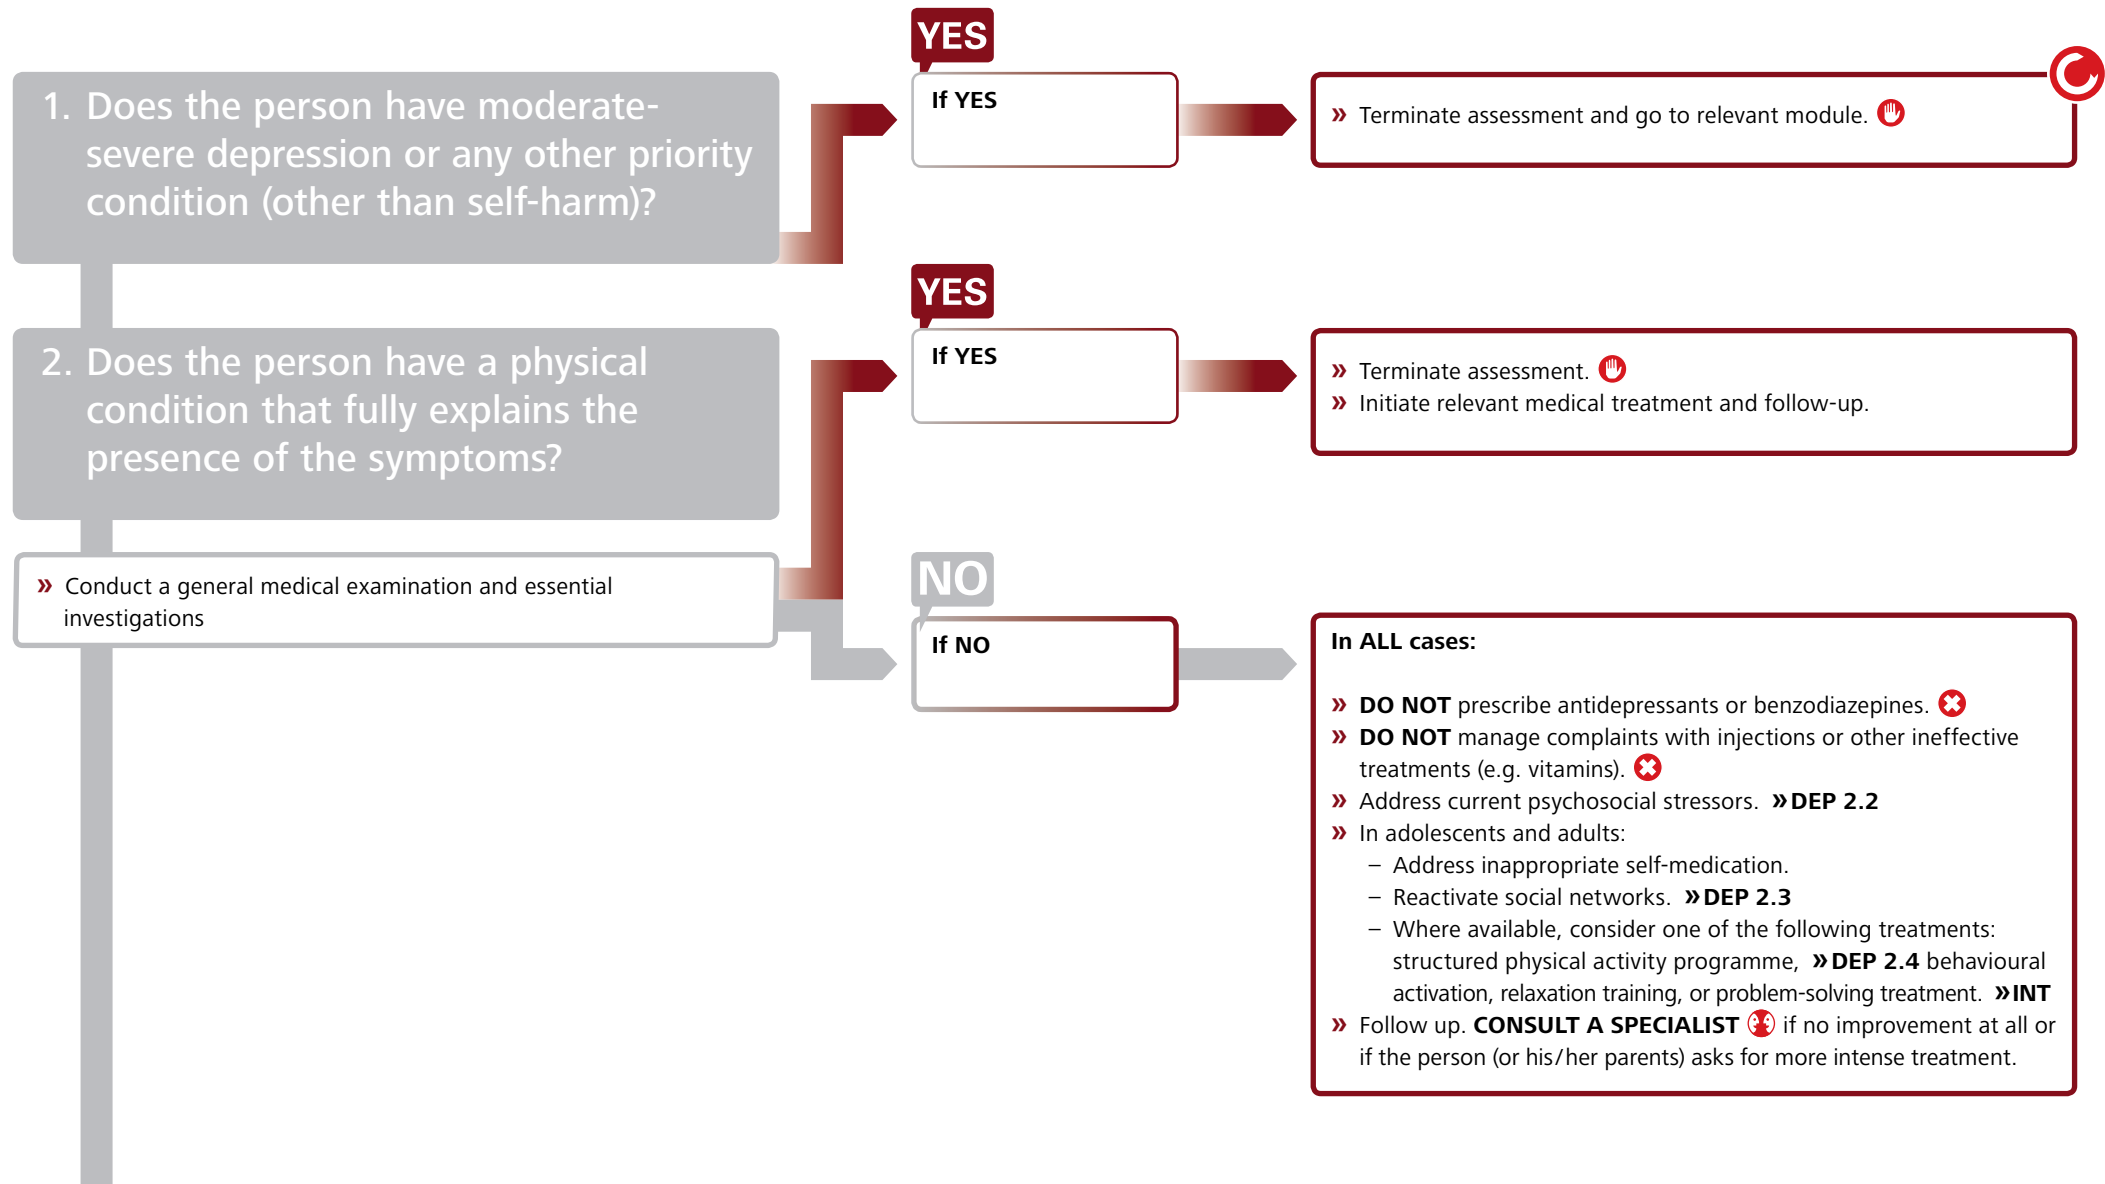 1. Does the person have moderate-
severe depression or any other priority
condition (other than self-harm)?
YES
If YES
» Terminate assessment and go to relevant module.
2. Does the person have a physical
condition that fully explains the
presence of the symptoms?
» Conduct a general medical examination and essential
investigations
YES
If YES
» Terminate assessment.
» Initiate relevant medical treatment and follow-up.
NO
If NO
In ALL cases:
» DO NOT prescribe antidepressants or benzodiazepines.
» DO NOT manage complaints with injections or other ineffective
treatments (e.g. vitamins).
» Address current psychosocial stressors. »DEP 2.2
» In adolescents and adults:
– Address inappropriate self-medication.
– Reactivate social networks. »DEP 2.3
– Where available, consider one of the following treatments:
structured physical activity programme, »DEP 2.4 behavioural
activation, relaxation training, or problem-solving treatment. »INT
» Follow up. CONSULT A SPECIALIST if no improvement at all or
if the person (or his/her parents) asks for more intense treatment.